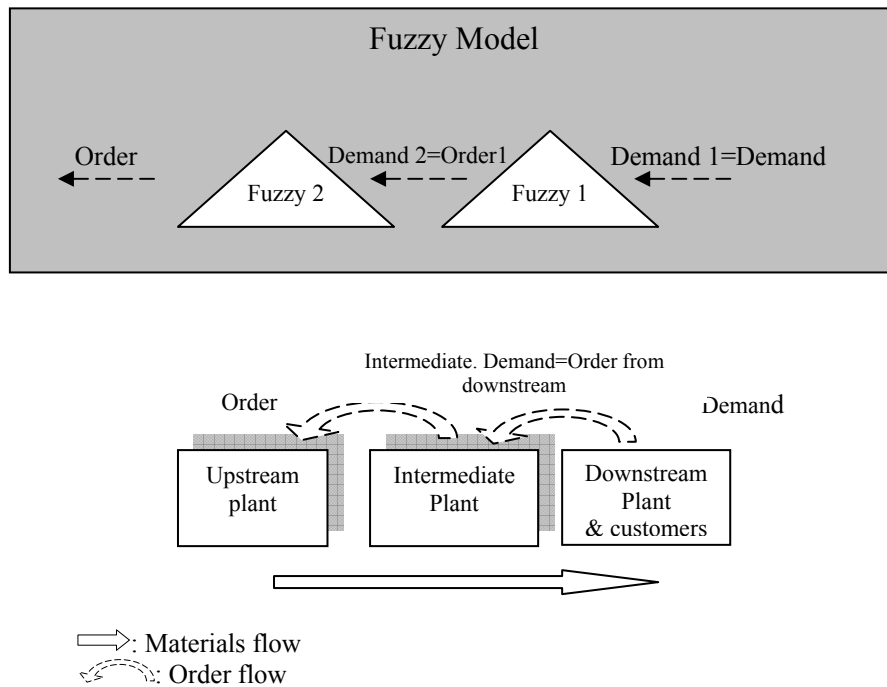 Fuzzy Model
Order
Demand 2=Order1
Demand 1=Demand
Fuzzy 2
Fuzzy 1
Intermediate. Demand=Order from
downstream
Order
Demand
Upstream
plant
Intermediate
Plant
Downstream
Plant
& customers
: Materials flow
: Order flow